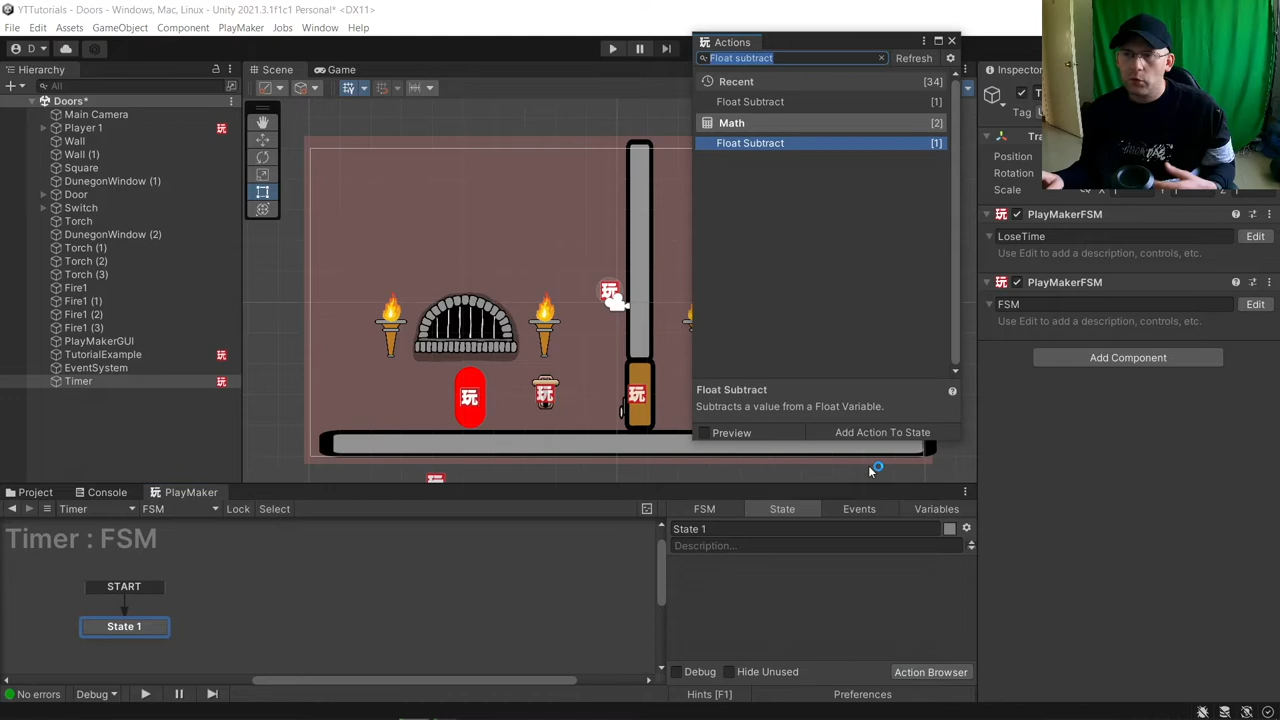 YTTutorials - Doors - Windows, Mac, Linux - Unity 2021.3.1f1c1 Personal* <DX11>
File Edit Assets GameObject Component PlayMaker Jobs Window Help
D
Hierarchy
All
Doors*
Main Camera
Player 1
Wall
Wall (1)
Square
DunegonWindow (1)
Door
Switch
Torch
DunegonWindow (2)
Torch (1)
Torch (2)
Torch (3)
Fire1
Fire1 (1)
Fire1 (2)
Fire1 (3)
PlayMakerGUI
TutorialExample
EventSystem
Timer
Scene Game
Actions
Float subtract Refresh
Recent [34]
Float Subtract [1]
Math [2]
Float Subtract [1]
Float Subtract
Subtracts a value from a Float Variable.
Preview Add Action To State
Inspector
Tag
Position
Rotation
Scale
PlayMakerFSM
LoseTime Edit
Use Edit to add a description, controls, etc.
PlayMakerFSM
FSM Edit
Use Edit to add a description, controls, etc.
Add Component
Project Console PlayMaker
Timer FSM Lock Select
Timer : FSM
START
State 1
FSM State Events Variables
State 1
Description...
Debug Hide Unused Action Browser
No errors Debug Hints [F1] Preferences